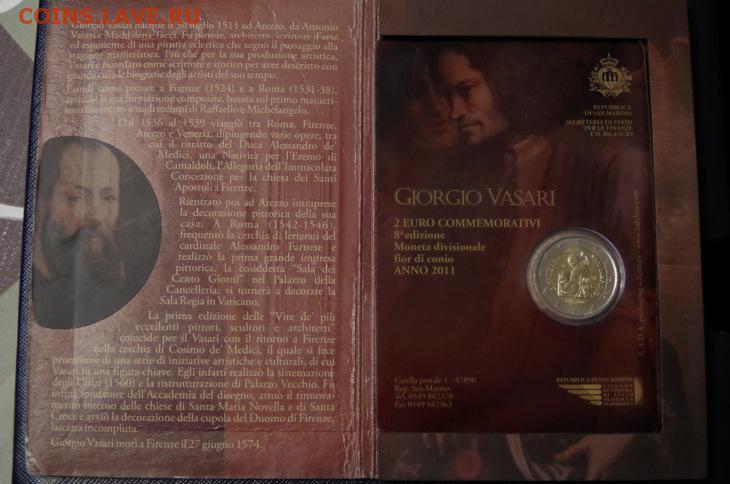 COINS.LAVE.RU
Giorgio Vasari nacque il 30 luglio 1511 ad Arezzo, da Antonio
Vasari e Maddalena Tacci. Fu pittore, architetto, scrittore d'arte
ed esponente di una pittura eclettica che segnò il passaggio alla
stagione manieristica. Più che per la sua produzione artistica,
Vasari è ricordato come scrittore e storico per aver descritto con
grande cura le biografie degli artisti del suo tempo.
Esordì come pittore a Firenze (1524) e a Roma (1531-38),
articolò la sua formazione composita, basata sul primo manieri-
smo fiorentino e sugli esempi di Raffaello e Michelangelo.
Dal 1536 al 1539 viaggiò tra Roma, Firenze,
Arezzo e Venezia, dipingendo varie opere, tra
cui il ritratto del Duca Alessandro de'
Medici, una Natività per l'Eremo di
Camaldoli, l'Allegoria dell'Immacolata
Concezione per la chiesa dei Santi
Apostoli a Firenze.
Rientrato poi ad Arezzo intraprese
la decorazione pittorica della sua
casa. A Roma (1542-1546),
frequentò la cerchia di letterati del
cardinale Alessandro Farnese e
realizzò la prima grande impresa
pittorica, la cosiddetta "Sala dei
Cento Giorni" nel Palazzo della
Cancelleria; vi tornerà a decorare la
Sala Regia in Vaticano.
La prima edizione delle "Vite de' più
eccellenti pittori, scultori e architetti"
coincide per il Vasari con il ritorno a Firenze
nella cerchia di Cosimo de' Medici, il quale si fece
promotore di una serie di iniziative artistiche e culturali, di cui
Vasari fu una figura chiave. Egli infatti realizzò la sistemazione
degli Uffizi (1560) e la ristrutturazione di Palazzo Vecchio. Fu
infine fondatore dell'Accademia del disegno, attuò il rinnova-
mento interno delle chiese di Santa Maria Novella e di Santa
Croce e avviò la decorazione della cupola del Duomo di Firenze,
lasciata incompiuta.
Giorgio Vasari morì a Firenze il 27 giugno 1574.
REPUBBLICA
DI SAN MARINO
SEGRETERIA DI STATO
PER LE FINANZE
E IL BILANCIO
GIORGIO VASARI
2 EURO COMMEMORATIVI
8ª edizione
Moneta divisionale
fior di conio
ANNO 2011
Casella postale 1 - 47890
Rep. San Marino
Tel. 0549 882370
Fax 0549 882363
REPUBBLICA DI SAN MARINO